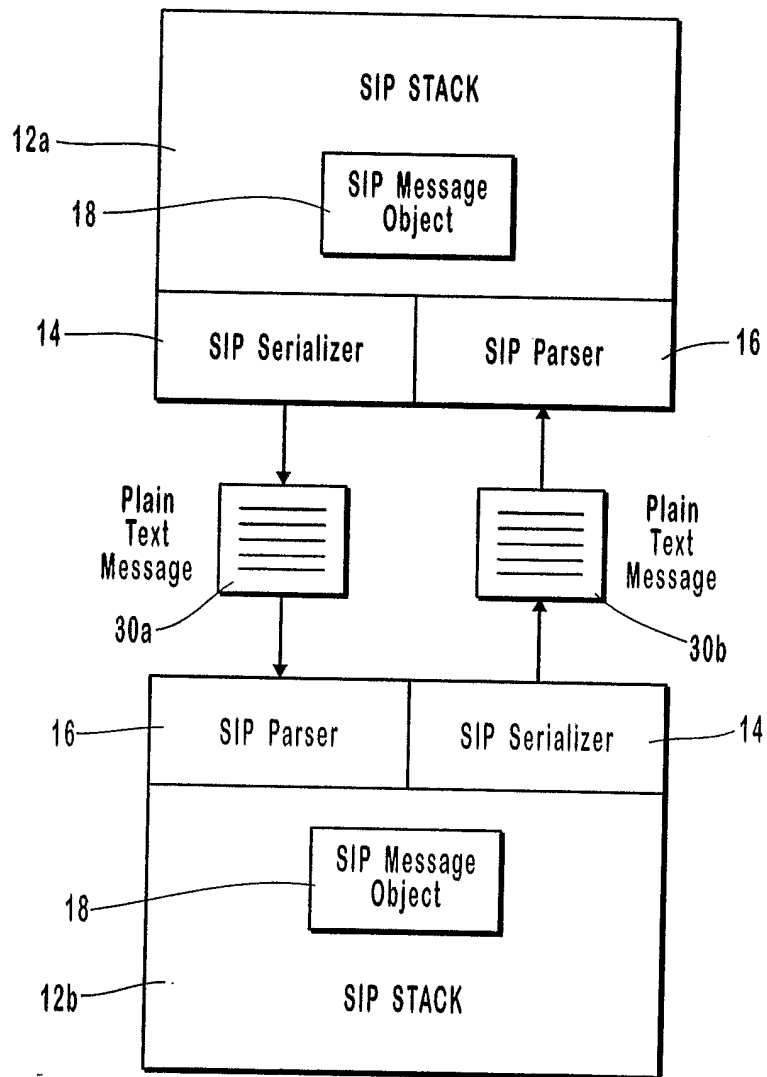 SIP STACK
12a
SIP Message
Object
18
14
SIP Serializer
SIP Parser
16
Plain
Text
Message
30a
Plain
Text
Message
30b
16
SIP Parser
SIP Serializer
14
SIP Message
Object
18
12b
SIP STACK